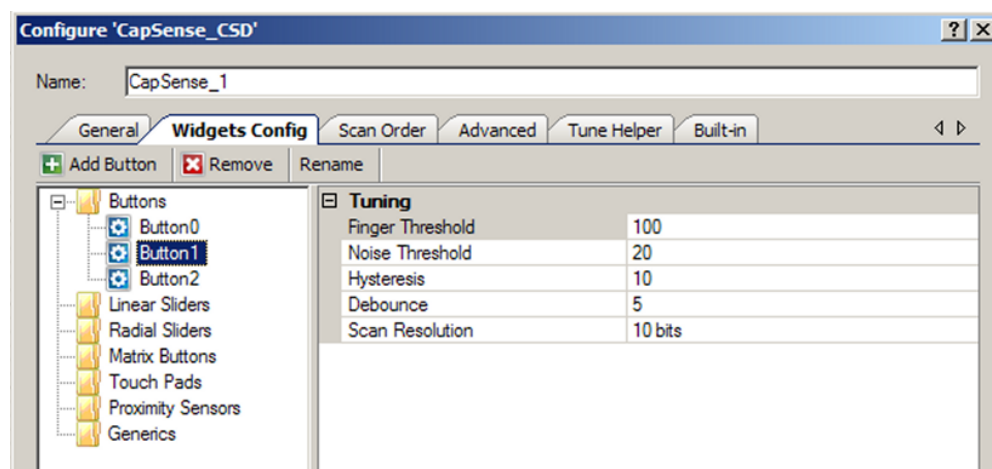 Configure 'CapSense_CSD'
Name: CapSense_1
General Widgets Config Scan Order Advanced Tune Helper Built-in
Add Button Remove Rename
Buttons
Button0
Button1
Button2
Linear Sliders
Radial Sliders
Matrix Buttons
Touch Pads
Proximity Sensors
Generics
Tuning
Finger Threshold 100
Noise Threshold 20
Hysteresis 10
Debounce 5
Scan Resolution 10 bits